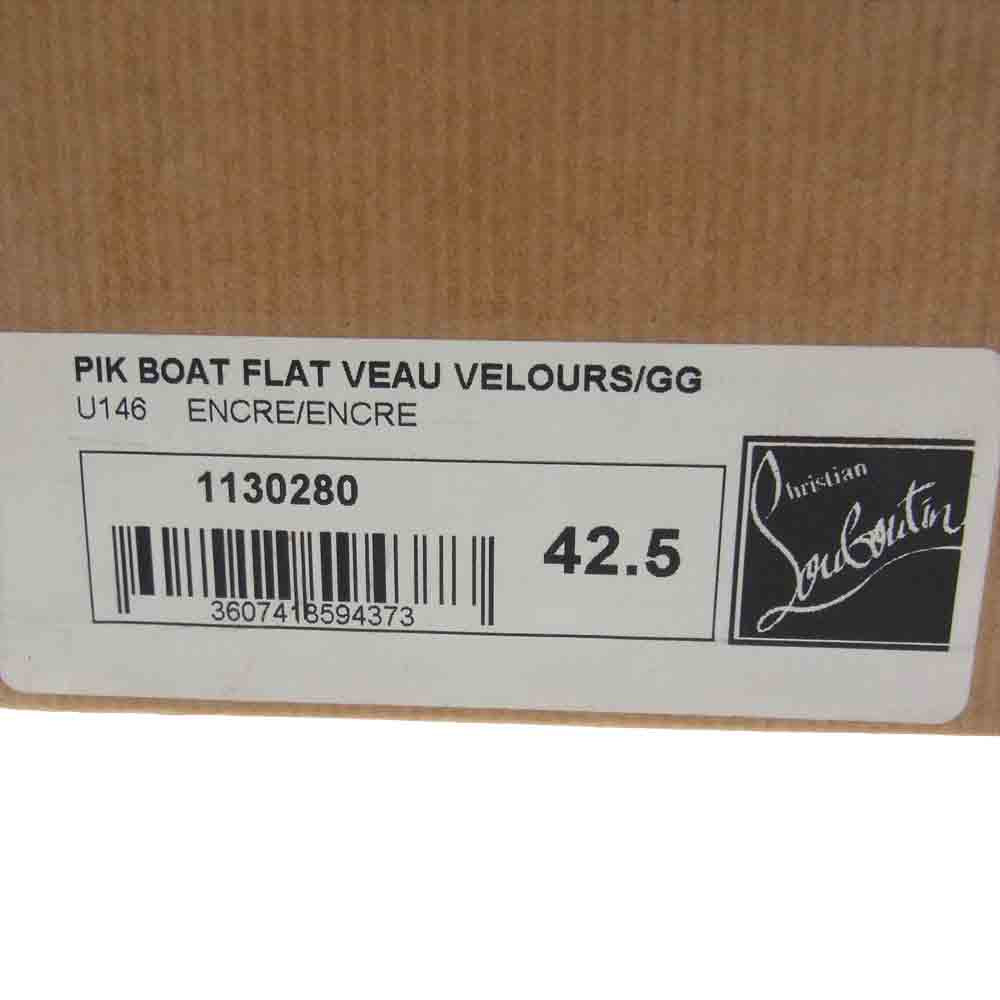 PIK BOAT FLAT VEAU VELOURS/GG
U146 ENCRE/ENCRE
1130280
42.5
3607418594373
Christian
Louboutin